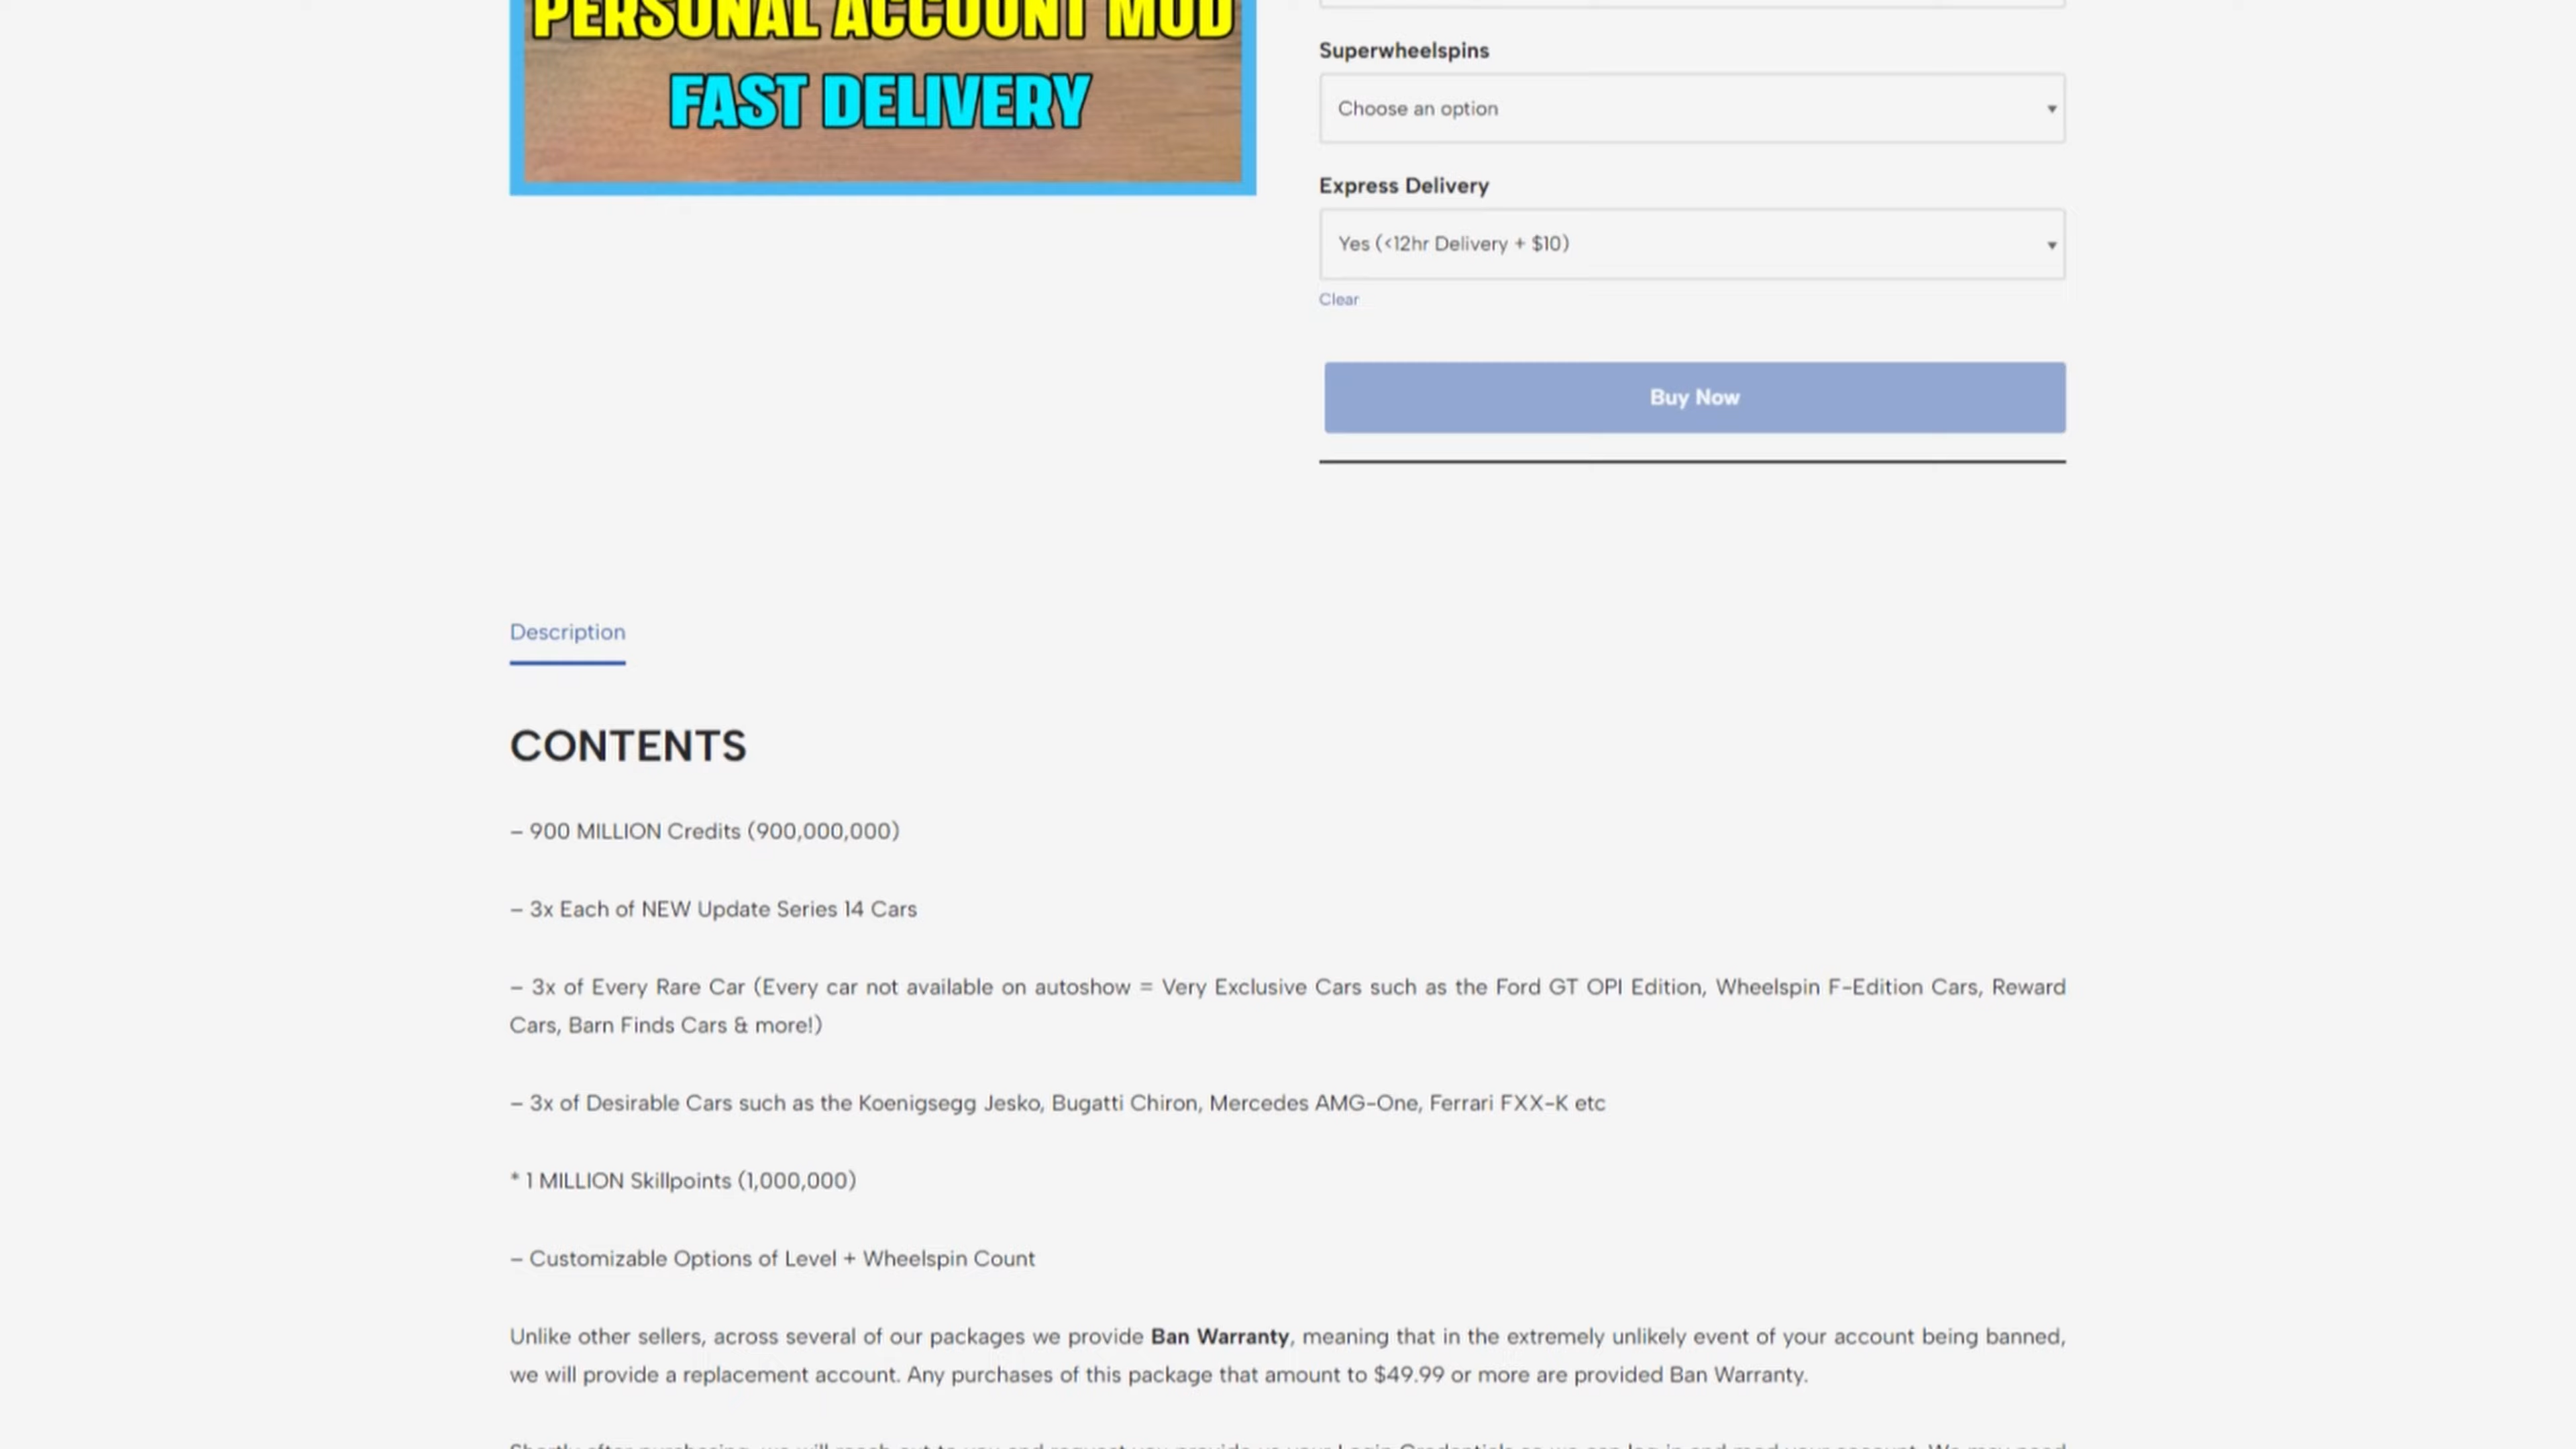 PERSONAL ACCOUNT MOD
FAST DELIVERY
Superwheelspins
Choose an option
Express Delivery
Yes (<12hr Delivery + $10)
Clear
Buy Now
Description
CONTENTS
– 900 MILLION Credits (900,000,000)
– 3x Each of NEW Update Series 14 Cars
– 3x of Every Rare Car (Every car not available on autoshow = Very Exclusive Cars such as the Ford GT OPI Edition, Wheelspin F-Edition Cars, Reward
Cars, Barn Finds Cars & more!)
– 3x of Desirable Cars such as the Koenigsegg Jesko, Bugatti Chiron, Mercedes AMG-One, Ferrari FXX-K etc
* 1 MILLION Skillpoints (1,000,000)
– Customizable Options of Level + Wheelspin Count
Unlike other sellers, across several of our packages we provide Ban Warranty, meaning that in the extremely unlikely event of your account being banned,
we will provide a replacement account. Any purchases of this package that amount to $49.99 or more are provided Ban Warranty.